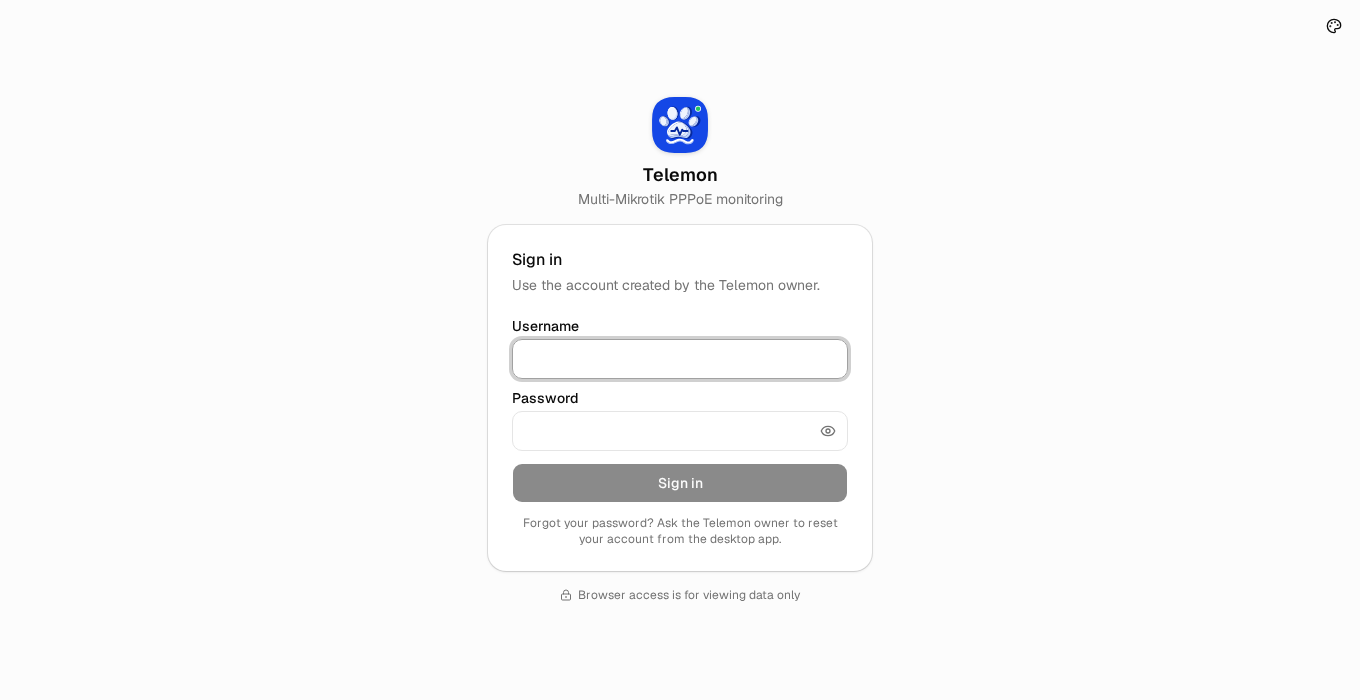 Telemon
Multi-Mikrotik PPPoE monitoring
Sign in
Use the account created by the Telemon owner.
Username
Password
Sign in
Forgot your password? Ask the Telemon owner to reset
your account from the desktop app.
Browser access is for viewing data only